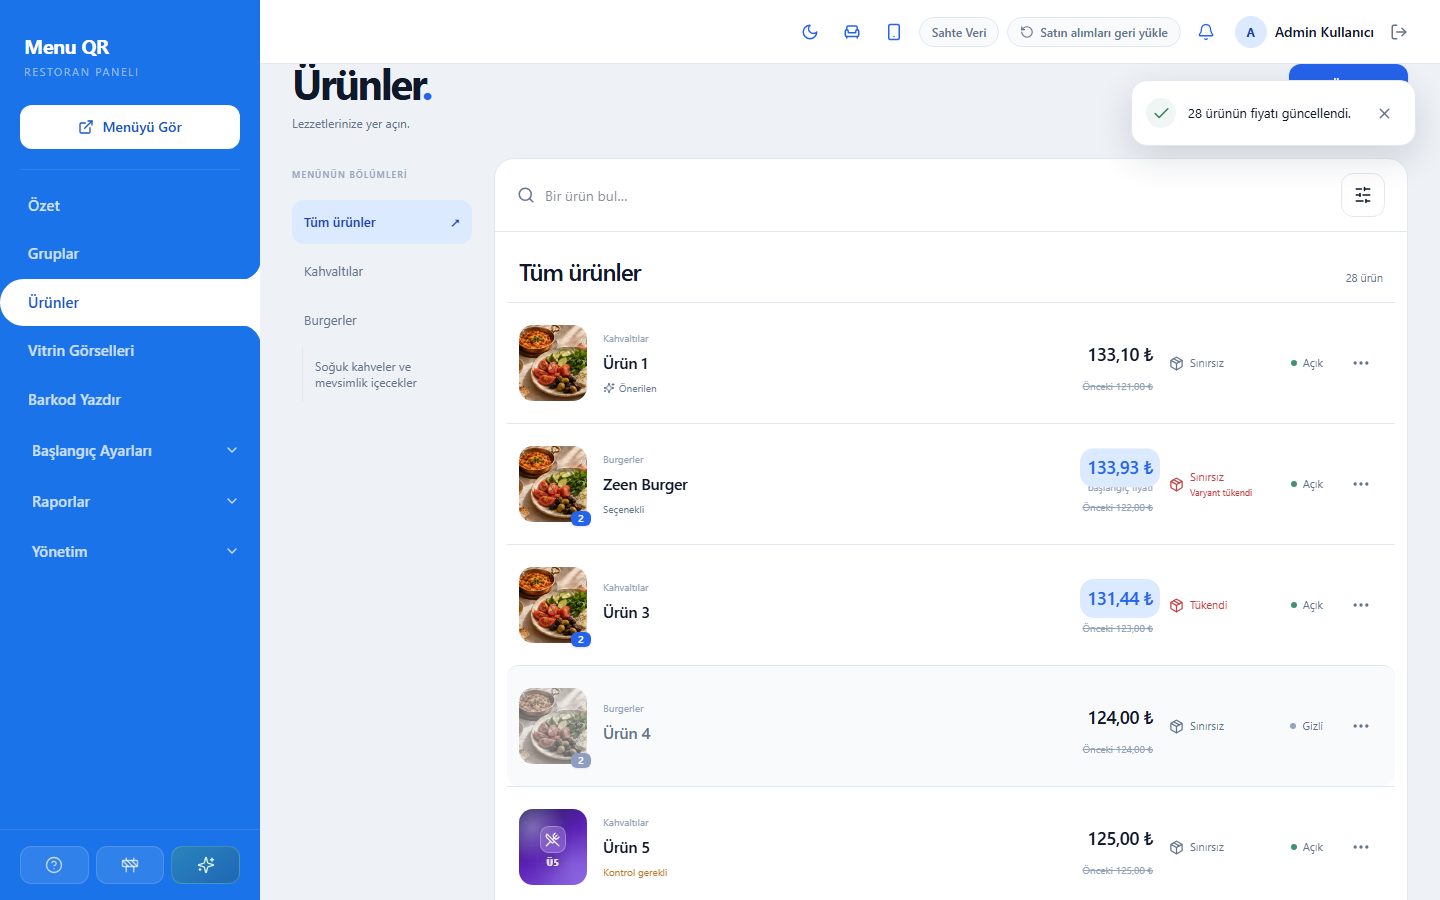 Menu QR
RESTORAN PANELİ
Menüyü Gör
Özet
Gruplar
Ürünler
Vitrin Görselleri
Barkod Yazdır
Başlangıç Ayarları
Raporlar
Yönetim
Sahte Veri
Satın alımları geri yükle
A
Admin Kullanıcı
Ürünler.
Lezzetlerinize yer açın.
28 ürünün fiyatı güncellendi.
MENÜNÜN BÖLÜMLERİ
Tüm ürünler
Kahvaltılar
Burgerler
Soğuk kahveler ve
mevsimlik içecekler
Bir ürün bul...
Tüm ürünler
28 ürün
Kahvaltılar
Ürün 1
Önerilen
133,10 ₺
Önceki 121,00 ₺
Sınırsız
Açık
2
Burgerler
Zeen Burger
Seçenekli
133,93 ₺
Başlangıç fiyatı
Önceki 122,00 ₺
Sınırsız
Varyant tükendi
Açık
2
Kahvaltılar
Ürün 3
131,44 ₺
Önceki 123,00 ₺
Tükendi
Açık
2
Burgerler
Ürün 4
124,00 ₺
Önceki 124,00 ₺
Sınırsız
Gizli
Ü5
Kahvaltılar
Ürün 5
Kontrol gerekli
125,00 ₺
Önceki 125,00 ₺
Sınırsız
Açık